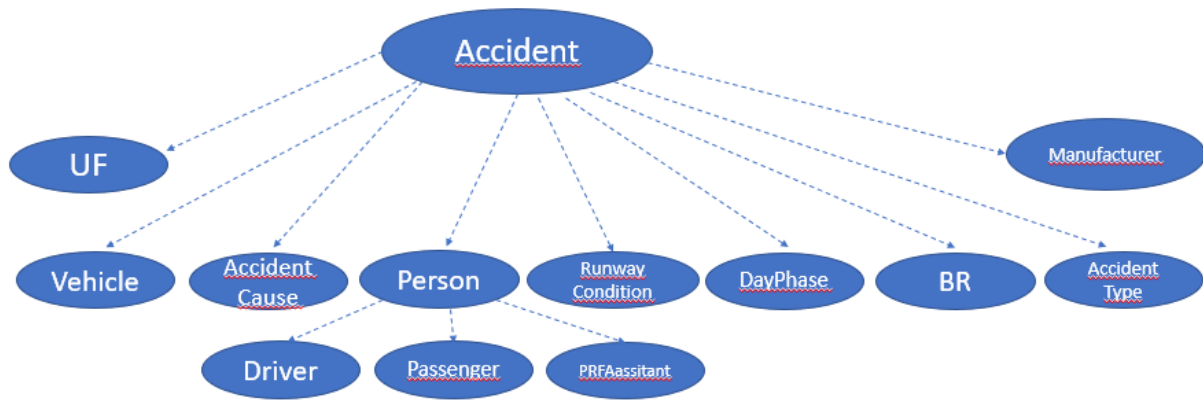 Accident
UF
Manufacturer
Vehicle
Accident
Cause
Person
Runway
Condition
DayPhase
BR
Accident
Type
Driver
Passenger
PRFAassitant